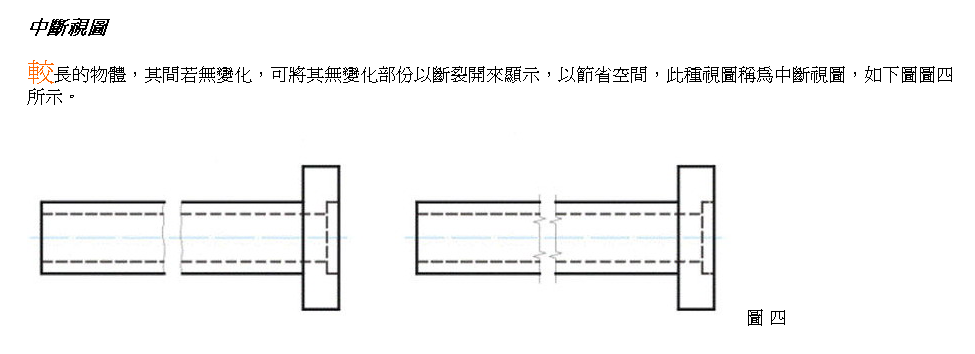 中斷視圖
較長的物體，其間若無變化，可將其無變化部份以斷裂開來顯示，以節省空間，此種視圖稱為中斷視圖，如下圖圖四
所示。
圖 四